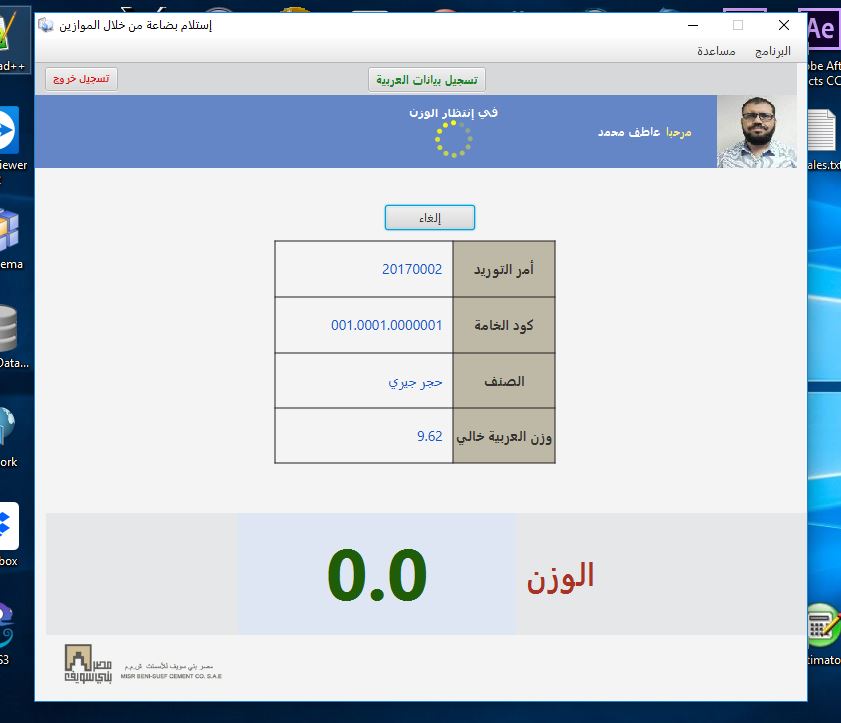 إستلام بضاعة من خلال الموازين
البرنامج مساعدة
تسجيل بيانات العربية
تسجيل خروج
في إنتظار الوزن
مرحبا عاطف محمد
إلغاء
أمر التوريد 20170002
كود الخامة 001.0001.0000001
الصنف حجر جيري
وزن العربية خالي 9.62
الوزن 0.0
مصر بني سويف
مصر بني سويف للأسمنت ش.م.م
MISR BENI-SUEF CEMENT CO. S.A.E
ad++
iewer
ema
Data...
ork
box
S3
Ae
be Aft
cts CC
ales.txt
cimato